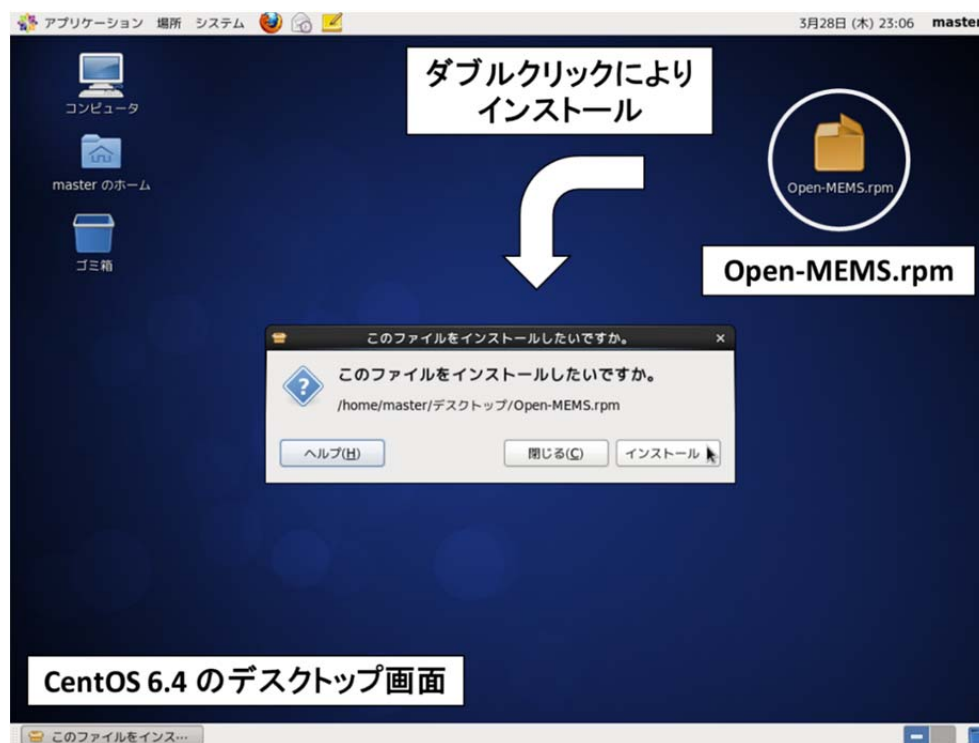 アプリケーション 場所 システム
3月28日 (木) 23:06 master
コンピュータ
master のホーム
ゴミ箱
ダブルクリックにより
インストール
Open-MEMS.rpm
Open-MEMS.rpm
このファイルをインストールしたいですか。
このファイルをインストールしたいですか。
/home/master/デスクトップ/Open-MEMS.rpm
ヘルプ(H)
閉じる(C)
インストール
CentOS 6.4 のデスクトップ画面
このファイルをインス…